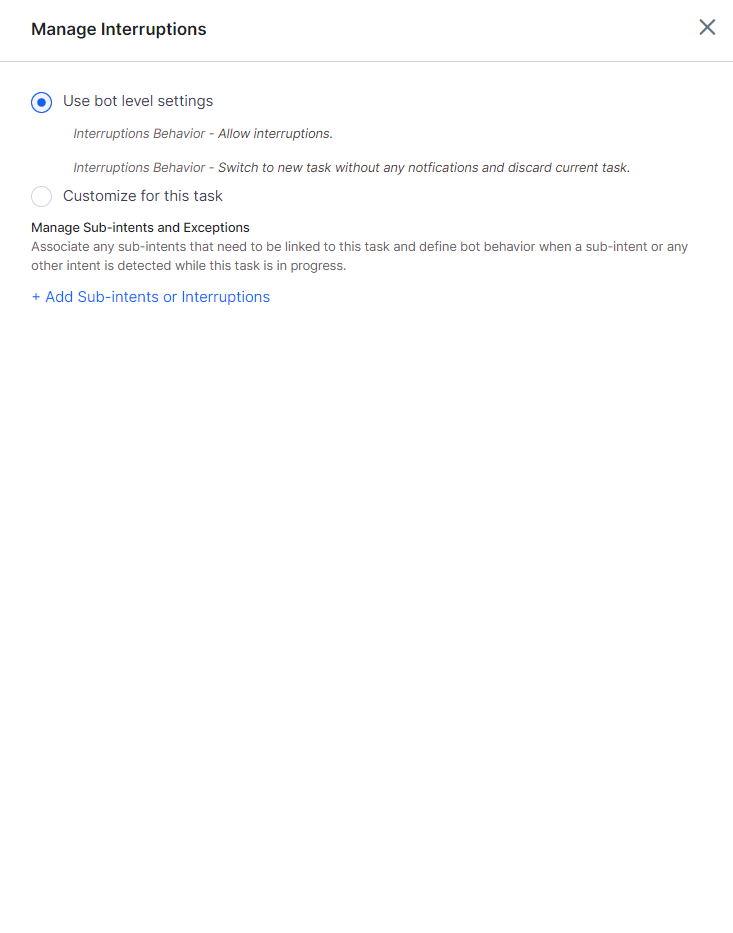 Manage Interruptions
Use bot level settings
Interruptions Behavior - Allow interruptions.
Interruptions Behavior - Switch to new task without any notfications and discard current task.
Customize for this task
Manage Sub-intents and Exceptions
Associate any sub-intents that need to be linked to this task and define bot behavior when a sub-intent or any
other intent is detected while this task is in progress.
+ Add Sub-intents or Interruptions